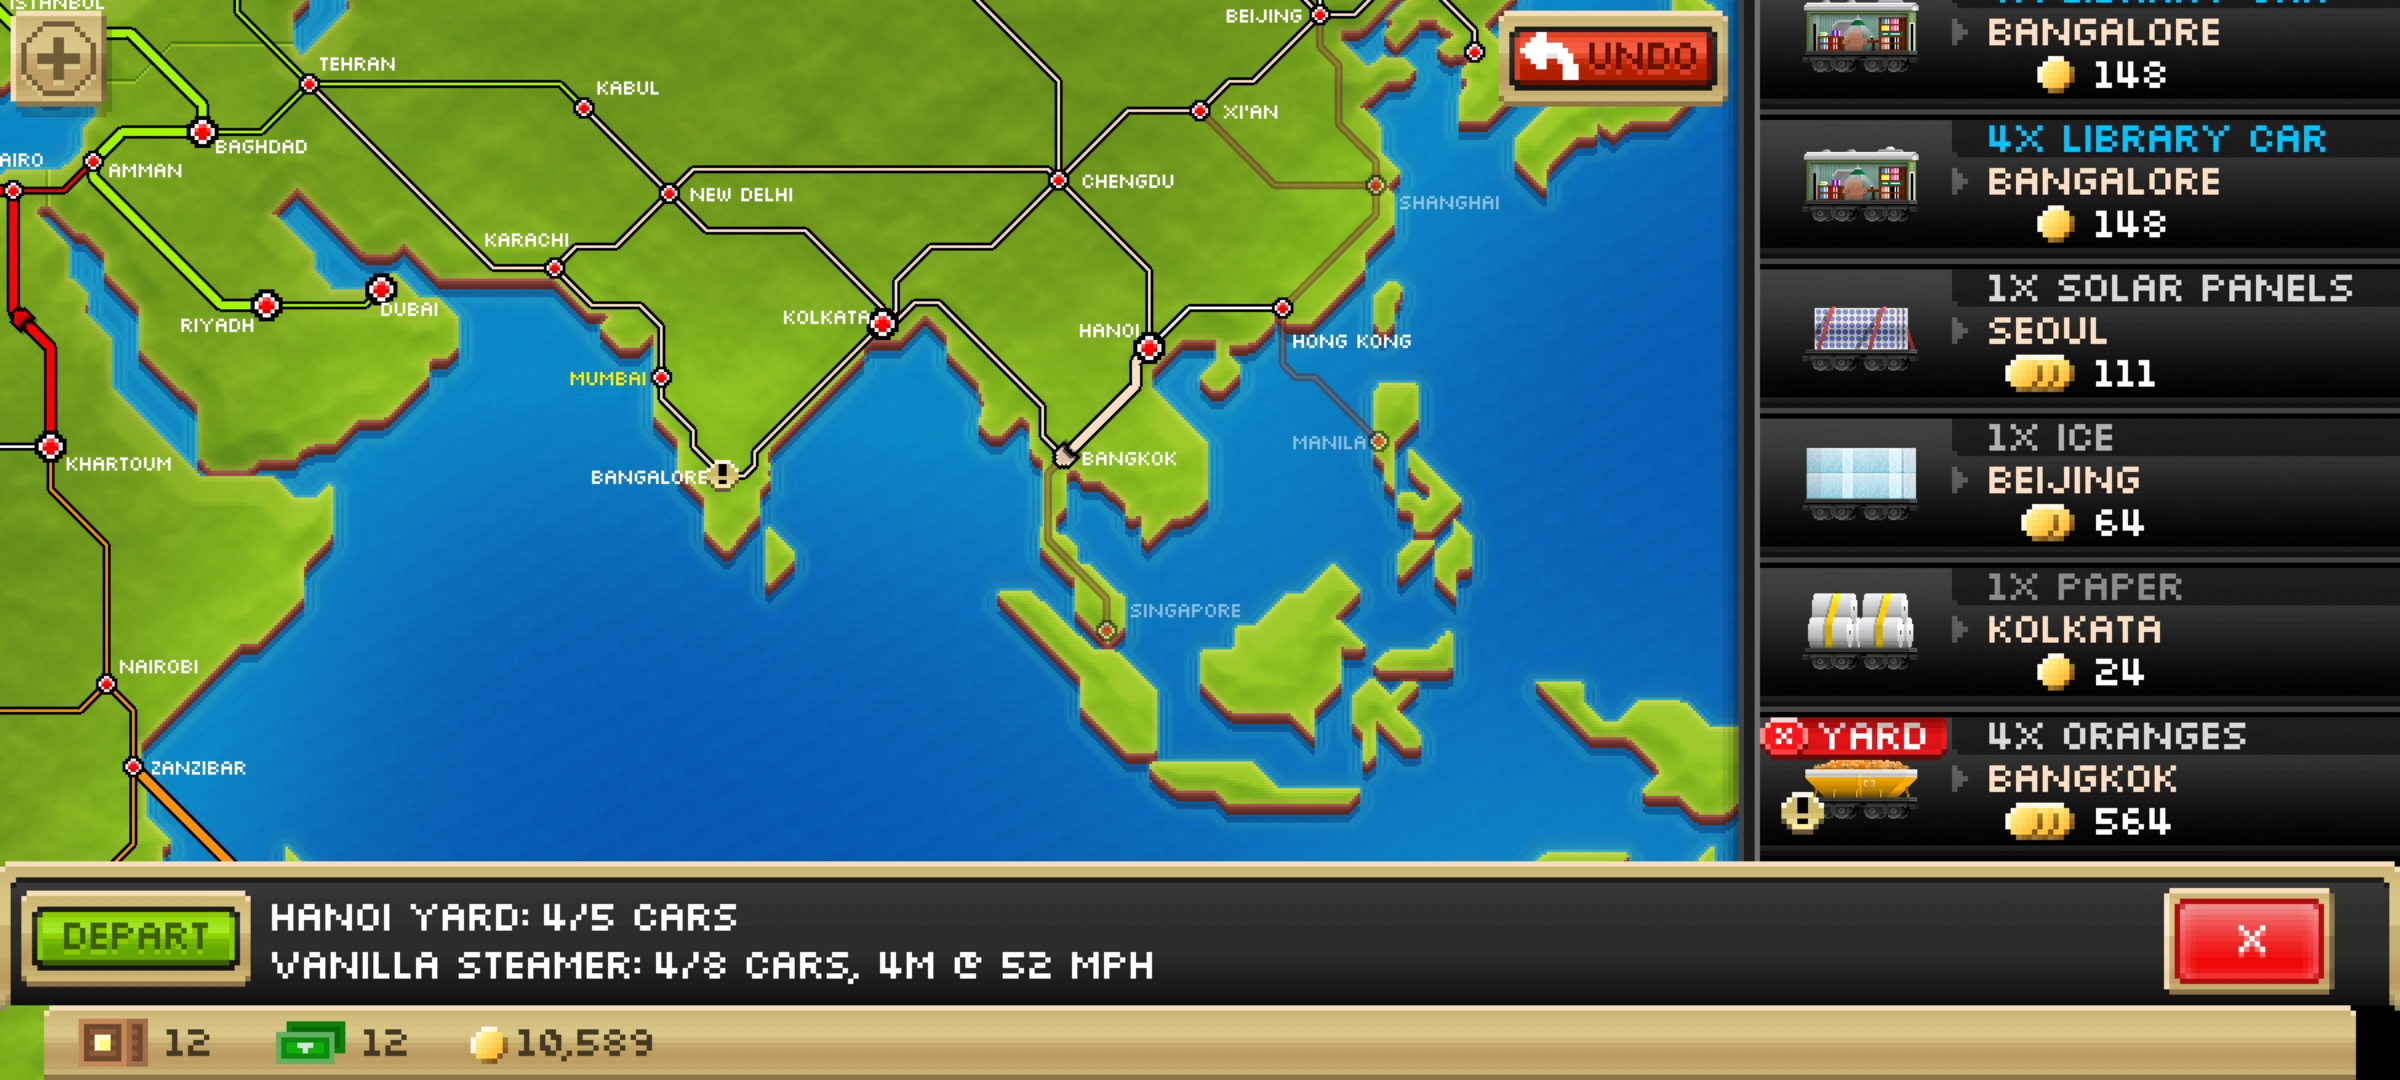 TEHRAN
KABUL
BAGHDAD
AMMAN
AIRO
NEW DELHI
KARACHI
RIYADH
DUBAI
KOLKATA
MUMBAI
BANGALORE
KHARTOUM
NAIROBI
ZANZIBAR
BEIJING
XI'AN
CHENGDU
SHANGHAI
HANOI
HONG KONG
MANILA
BANGKOK
SINGAPORE
UNDO
BANGALORE
148
4X LIBRARY CAR
BANGALORE
148
1X SOLAR PANELS
SEOUL
111
1X ICE
BEIJING
64
1X PAPER
KOLKATA
24
X YARD
4X ORANGES
BANGKOK
564
DEPART
HANOI YARD: 4/5 CARS
VANILLA STEAMER: 4/8 CARS, 4M @ 52 MPH
X
12
12
10,589